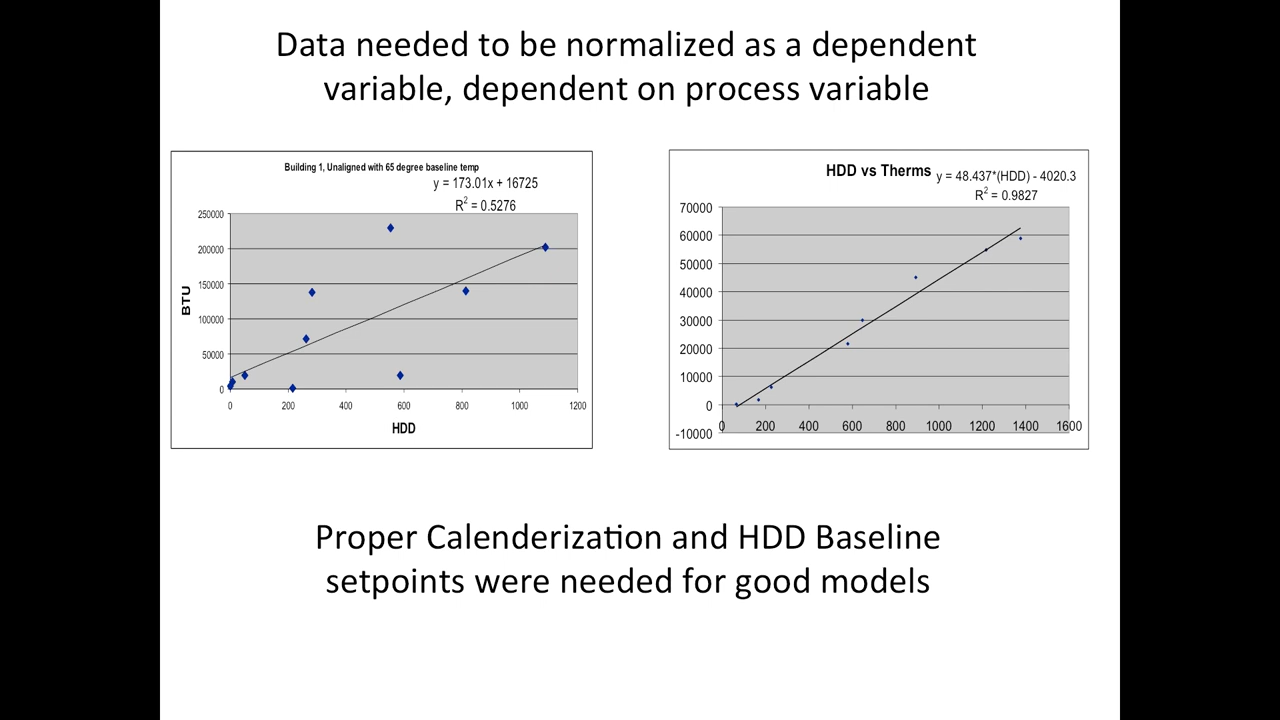 Data needed to be normalized as a dependent
variable, dependent on process variable
Building 1, Unaligned with 65 degree baseline temp
y = 173.01x + 16725
R² = 0.5276
250000
200000
150000
100000
50000
0
BTU
0 200 400 600 800 1000 1200
HDD
HDD vs Therms
y = 48.437*(HDD) - 4020.3
R² = 0.9827
70000
60000
50000
40000
30000
20000
10000
0
-10000
0 200 400 600 800 1000 1200 1400 1600
Proper Calenderization and HDD Baseline
setpoints were needed for good models